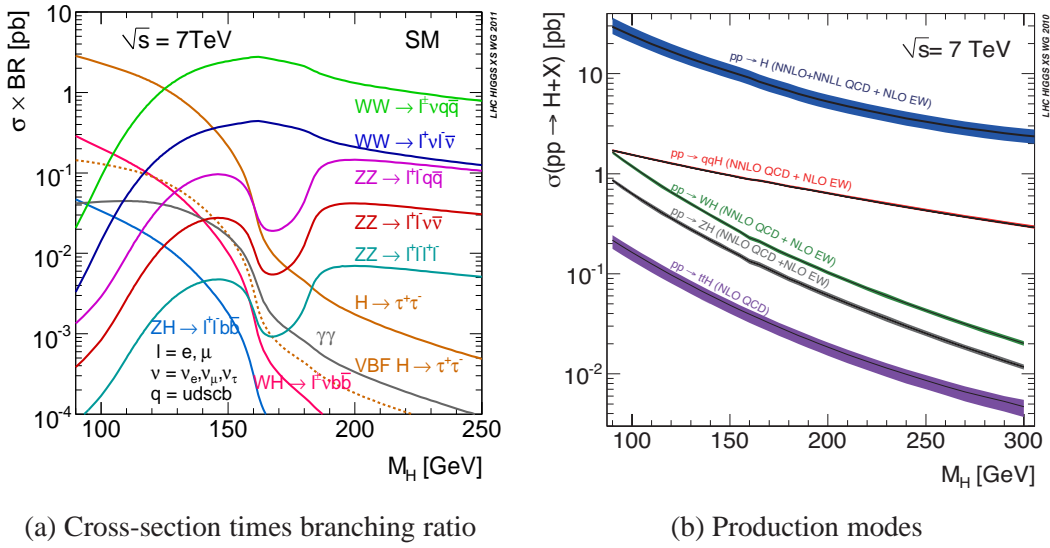 √s = 7TeV
SM
LHC HIGGS XS WG 2011
σ × BR [pb]
10
1
10⁻¹
10⁻²
10⁻³
10⁻⁴
WW → l±νqq̄
WW → l⁺νl⁻ν̄
ZZ → l⁺l⁻qq̄
ZZ → l⁺l⁻νν̄
ZZ → l⁺l⁻l⁺l⁻
H → τ⁺τ⁻
γγ
VBF H → τ⁺τ⁻
WH → l±νbb̄
ZH → l⁺l⁻bb̄
l = e, μ
ν = νₑ,ν_μ,ν_τ
q = udscb
100 150 200 250
M_H [GeV]
(a) Cross-section times branching ratio
√s= 7 TeV
LHC HIGGS XS WG 2010
σ(pp → H+X) [pb]
10
1
10⁻¹
10⁻²
pp → H (NNLO+NNLL QCD + NLO EW)
pp → qqH (NNLO QCD + NLO EW)
pp → WH (NNLO QCD + NLO EW)
pp → ZH (NNLO QCD +NLO EW)
pp → ttH (NLO QCD)
100 150 200 250 300
M_H [GeV]
(b) Production modes